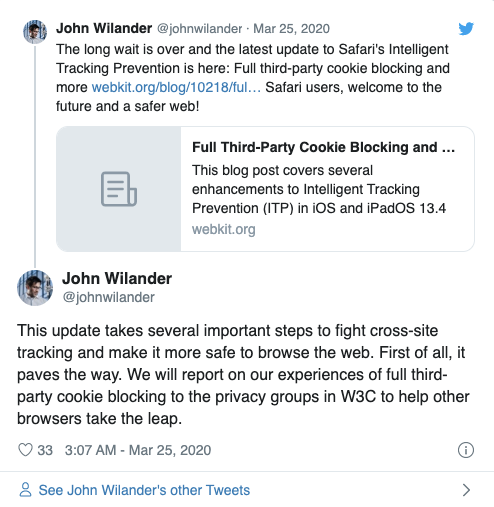 John Wilander @johnwilander · Mar 25, 2020
The long wait is over and the latest update to Safari's Intelligent
Tracking Prevention is here: Full third-party cookie blocking and
more webkit.org/blog/10218/ful… Safari users, welcome to the
future and a safer web!
Full Third-Party Cookie Blocking and ...
This blog post covers several
enhancements to Intelligent Tracking
Prevention (ITP) in iOS and iPadOS 13.4
webkit.org
John Wilander
@johnwilander
This update takes several important steps to fight cross-site
tracking and make it more safe to browse the web. First of all, it
paves the way. We will report on our experiences of full third-
party cookie blocking to the privacy groups in W3C to help other
browsers take the leap.
33 3:07 AM - Mar 25, 2020
See John Wilander's other Tweets